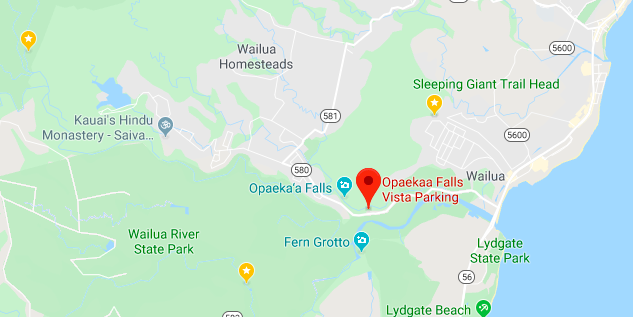 5600
Wailua
Homesteads
Sleeping Giant Trail Head
581
Kauai's Hindu
Monastery - Saiva...
5600
580
Opaeka'a Falls
Opaekaa Falls
Vista Parking
Wailua
Wailua River
State Park
Fern Grotto
Lydgate
State Park
56
Lydgate Beach